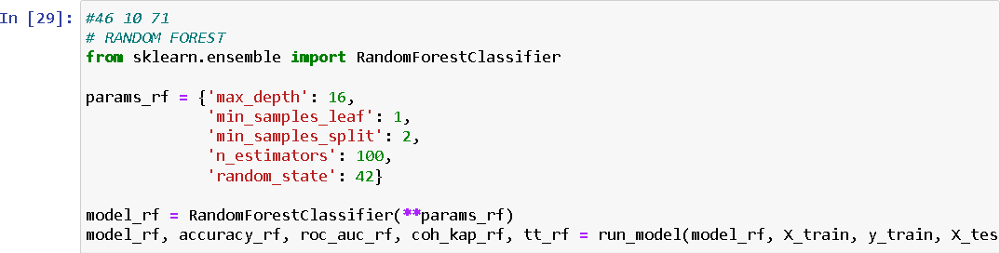 In [29]: #46 10 71
# RANDOM FOREST
from sklearn.ensemble import RandomForestClassifier
params_rf = {'max_depth': 16,
'min_samples_leaf': 1,
'min_samples_split': 2,
'n_estimators': 100,
'random_state': 42}
model_rf = RandomForestClassifier(**params_rf)
model_rf, accuracy_rf, roc_auc_rf, coh_kap_rf, tt_rf = run_model(model_rf, X_train, y_train, X_tes